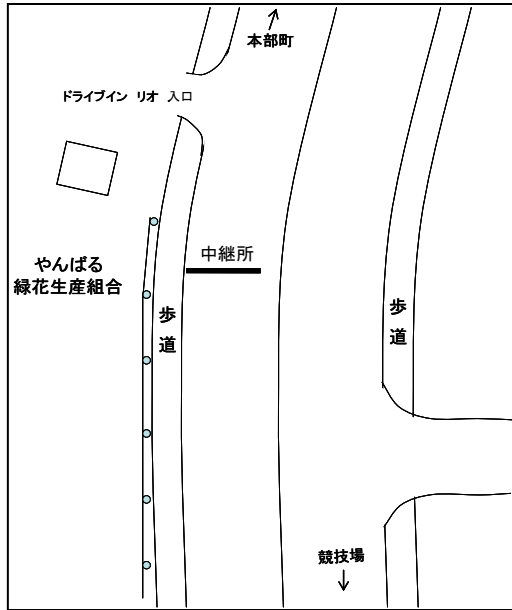 本部町
ドライブイン リオ 入口
中継所
やんばる
緑花生産組合
歩
道
歩
道
競技場